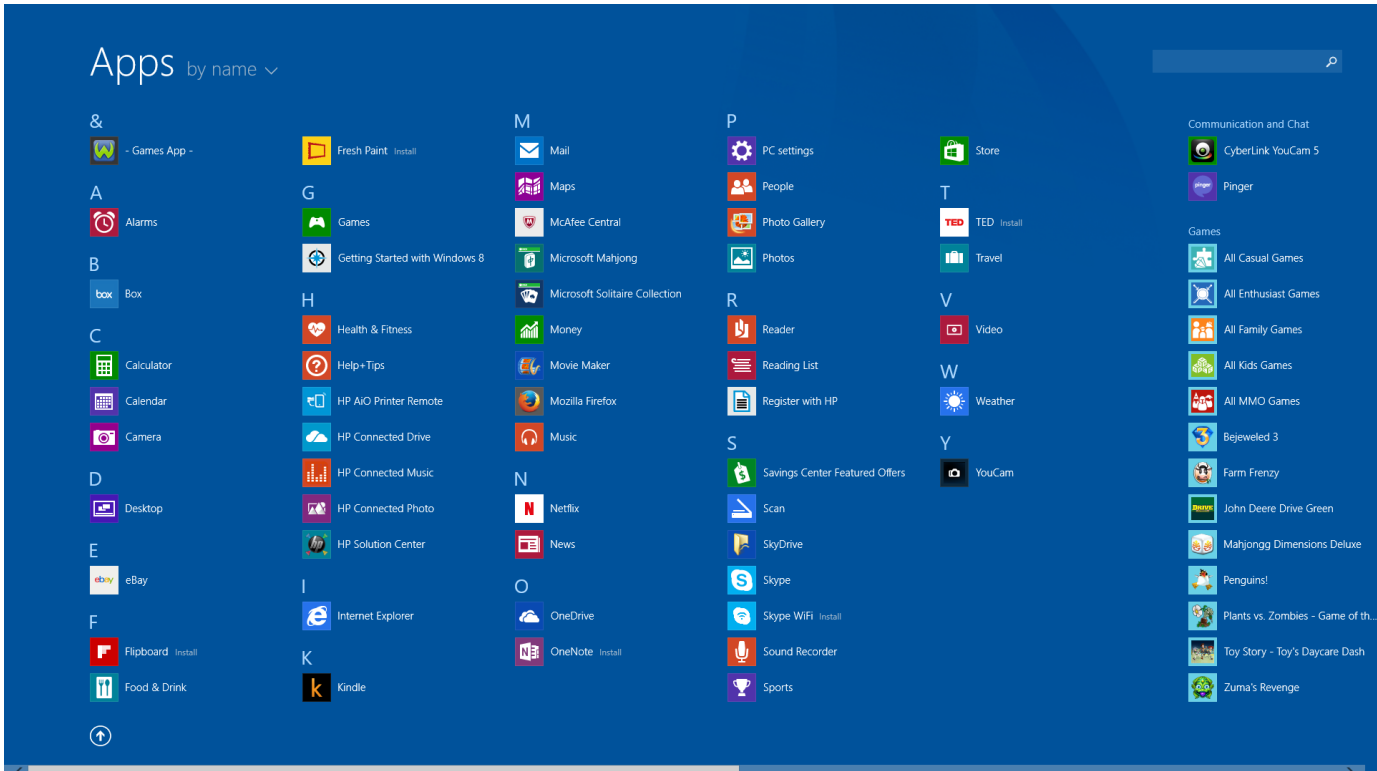 Apps by name
&
- Games App -
A
Alarms
B
box Box
C
Calculator
Calendar
Camera
D
Desktop
E
ebay eBay
F
Flipboard Install
Food & Drink
Fresh Paint Install
G
Games
Getting Started with Windows 8
H
Health & Fitness
Help+Tips
HP AiO Printer Remote
HP Connected Drive
HP Connected Music
HP Connected Photo
hp HP Solution Center
I
Internet Explorer
K
k Kindle
M
Mail
Maps
McAfee Central
Microsoft Mahjong
Microsoft Solitaire Collection
Money
Movie Maker
Mozilla Firefox
Music
N
N Netflix
News
O
OneDrive
N OneNote Install
P
PC settings
People
Photo Gallery
Photos
R
Reader
Reading List
Register with HP
S
Savings Center Featured Offers
Scan
SkyDrive
S Skype
Skype WiFi Install
Sound Recorder
Sports
Store
T
TED TED Install
Travel
V
Video
W
Weather
Y
YouCam
Communication and Chat
CyberLink YouCam 5
pinger Pinger
Games
All Casual Games
All Enthusiast Games
All Family Games
All Kids Games
All MMO Games
3 Bejeweled 3
Farm Frenzy
DRIVE John Deere Drive Green
Mahjongg Dimensions Deluxe
Penguins!
Plants vs. Zombies - Game of th...
Toy Story - Toy's Daycare Dash
Zuma's Revenge